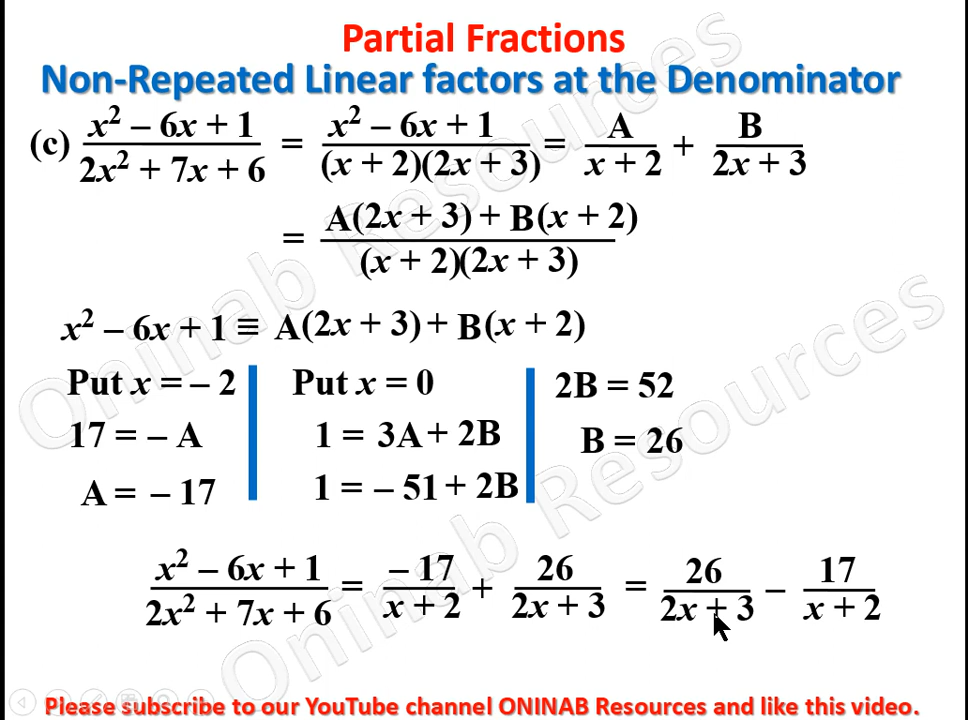 Partial Fractions
Non-Repeated Linear factors at the Denominator
(c) x² – 6x + 1 / 2x² + 7x + 6 = x² – 6x + 1 / (x + 2)(2x + 3) = A / x + 2 + B / 2x + 3
= A(2x + 3) + B(x + 2) / (x + 2)(2x + 3)
x² – 6x + 1 ≡ A(2x + 3) + B(x + 2)
Put x = – 2
17 = – A
A = – 17
Put x = 0
1 = 3A + 2B
1 = – 51 + 2B
2B = 52
B = 26
x² – 6x + 1 / 2x² + 7x + 6 = – 17 / x + 2 + 26 / 2x + 3 = 26 / 2x + 3 – 17 / x + 2
Please subscribe to our YouTube channel ONINAB Resources and like this video.
Oninab Resources
Oninab Resources